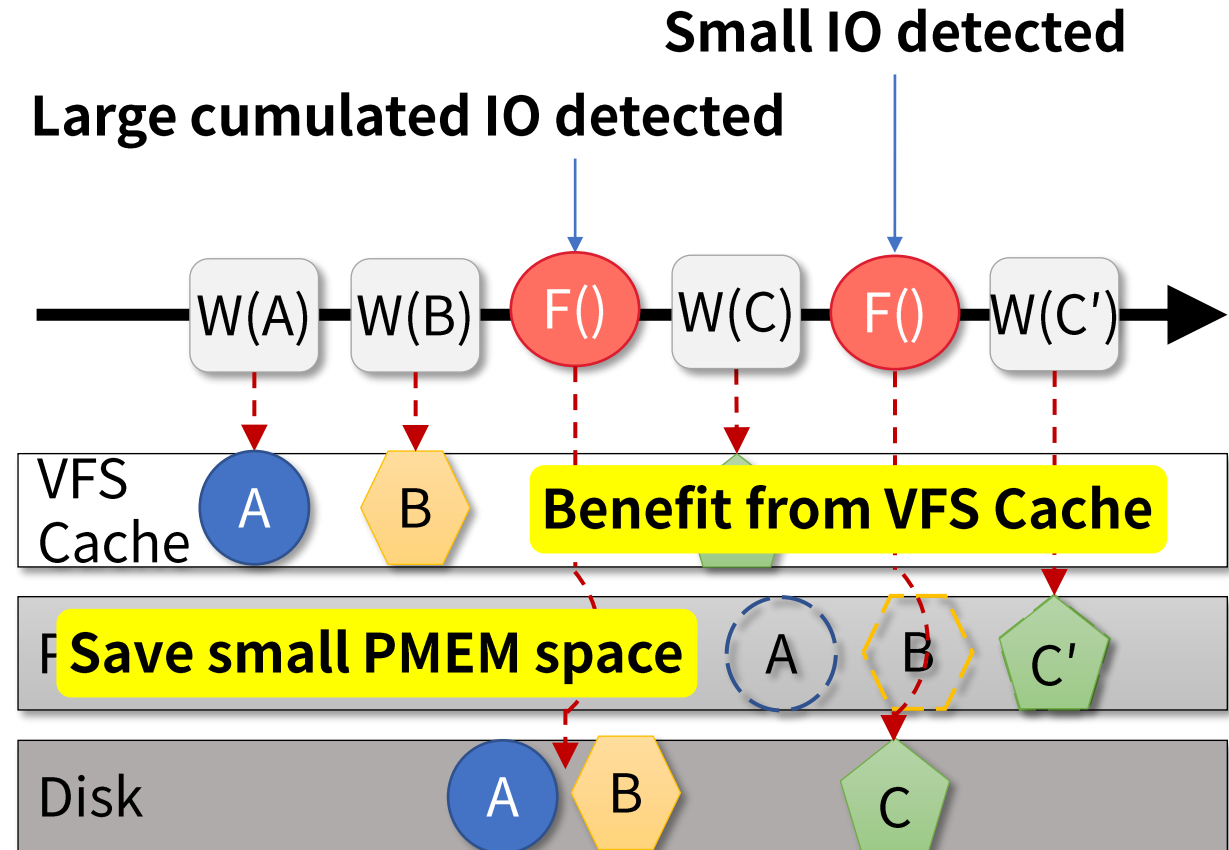 Small IO detected
Large cumulated IO detected
W(A) W(B) F() W(C) F() W(C')
VFS
Cache
A
B
Benefit from VFS Cache
P
Save small PMEM space
A
B
C'
Disk
A
B
C